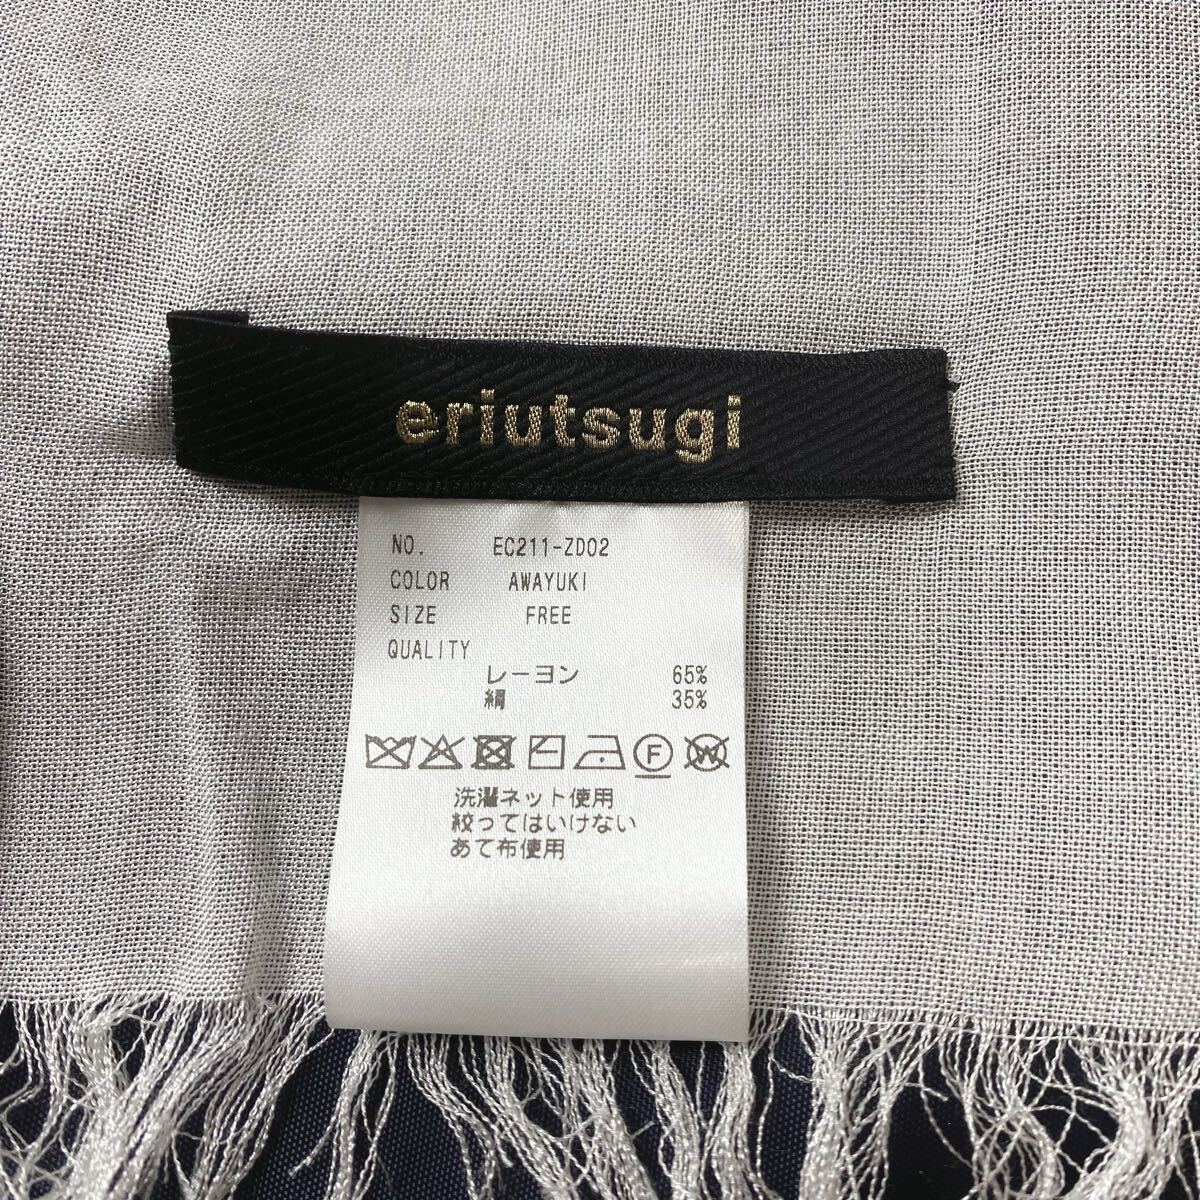 eriutsugi
NO. EC211-ZD02
COLOR AWAYUKI
SIZE FREE
QUALITY
レーヨン 65%
絹 35%
F W
洗濯ネット使用
絞ってはいけない
あて布使用